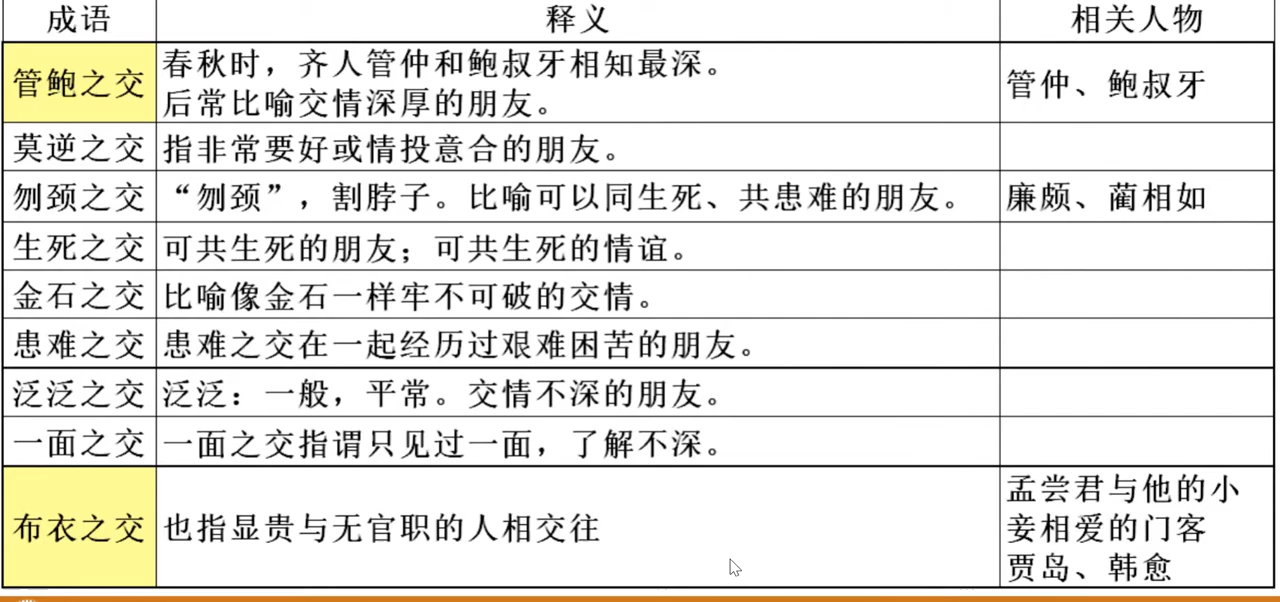 成语 释义 相关人物
管鲍之交 春秋时，齐人管仲和鲍叔牙相知最深。
后常比喻交情深厚的朋友。 管仲、鲍叔牙
莫逆之交 指非常要好或情投意合的朋友。
刎颈之交 “刎颈”，割脖子。比喻可以同生死、共患难的朋友。 廉颇、蔺相如
生死之交 可共生死的朋友；可共生死的情谊。
金石之交 比喻像金石一样牢不可破的交情。
患难之交 患难之交在一起经历过艰难困苦的朋友。
泛泛之交 泛泛：一般，平常。交情不深的朋友。
一面之交 一面之交指谓只见过一面，了解不深。
布衣之交 也指显贵与无官职的人相交往 孟尝君与他的小
妾相爱的门客
贾岛、韩愈